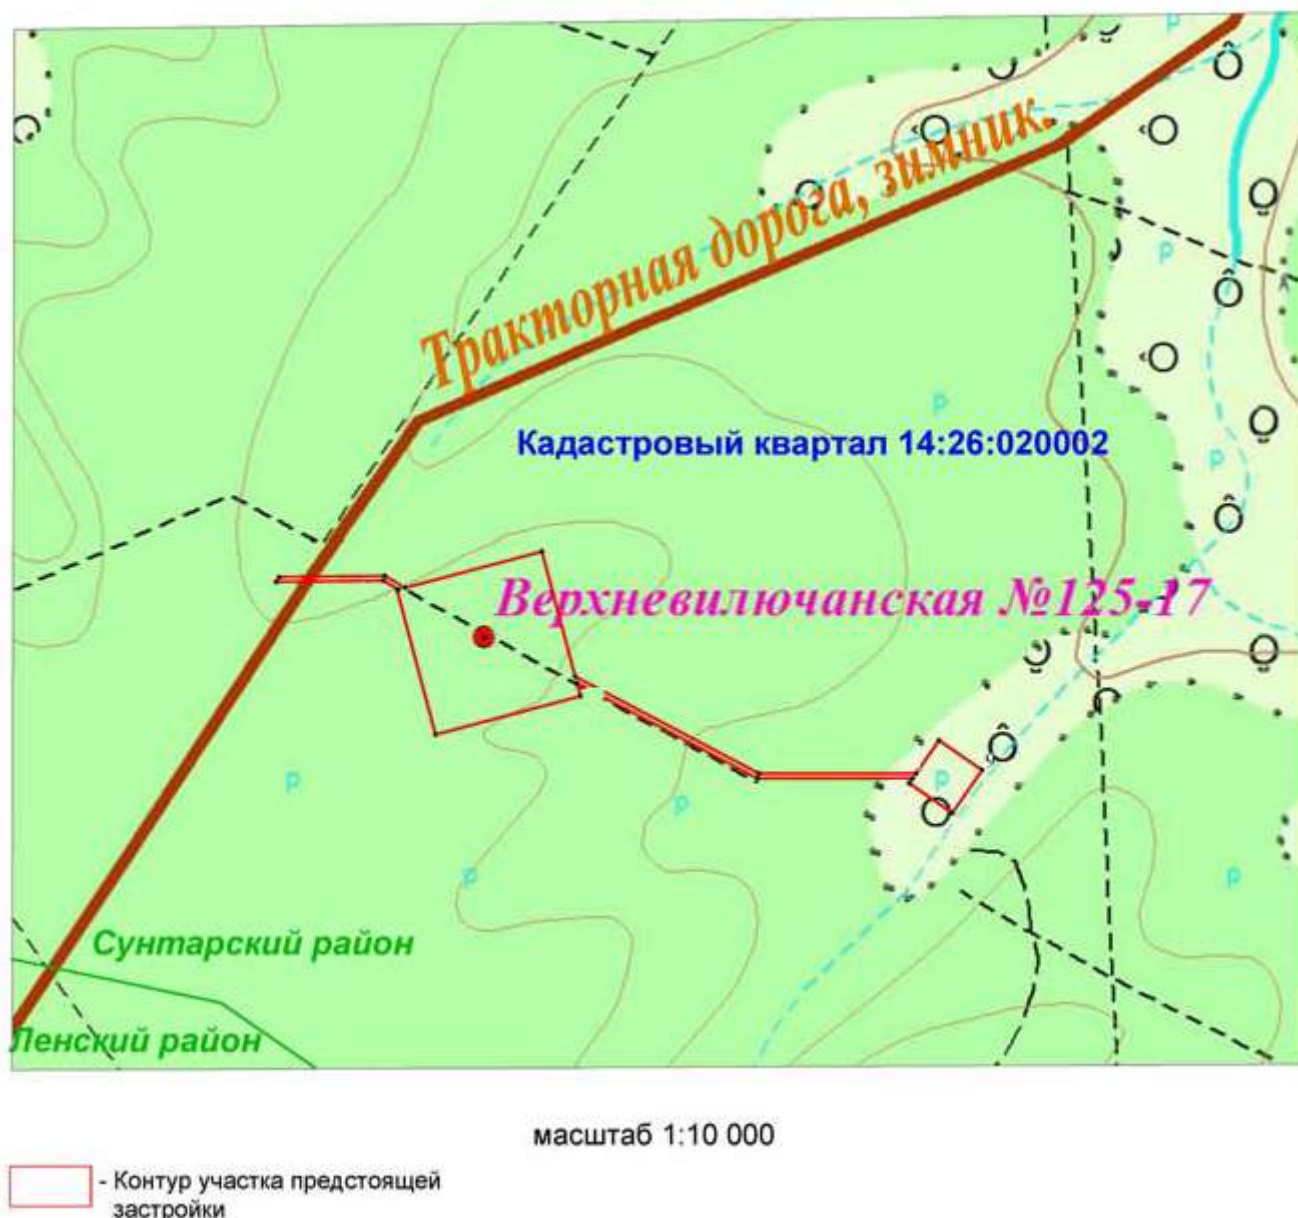 Тракторная дорога, зимник.
Кадастровый квартал 14:26:020002
Верхневилючанская №125-17
р
р
р
р
р
р
р
р
р
Сунтарский район
Ленский район
масштаб 1:10 000
- Контур участка предстоящей
застройки